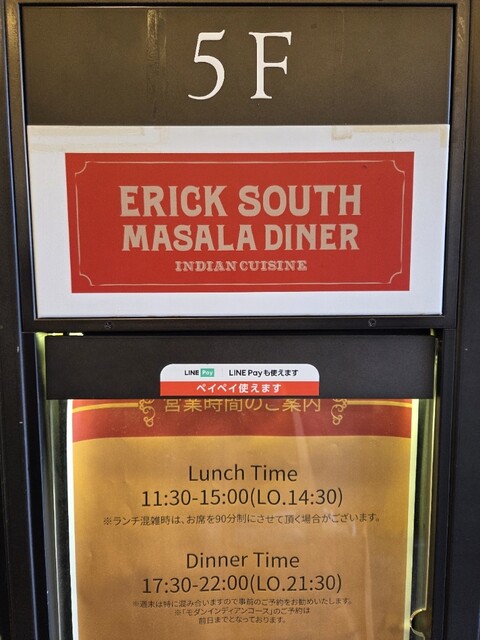 5F
ERICK SOUTH
MASALA DINER
INDIAN CUISINE
LINE Pay LINE Payも使えます
ペイペイ使えます
営業時間のご案内
Lunch Time
11:30-15:00(LO.14:30)
※ランチ混雑時は、お席を90分制にさせて頂く場合がございます。
Dinner Time
17:30-22:00(LO.21:30)
※週末は特に混み合いますので事前のご予約をお勧めいたします。
※「モダンインディアンコース」のご予約は
前日までとなっております。